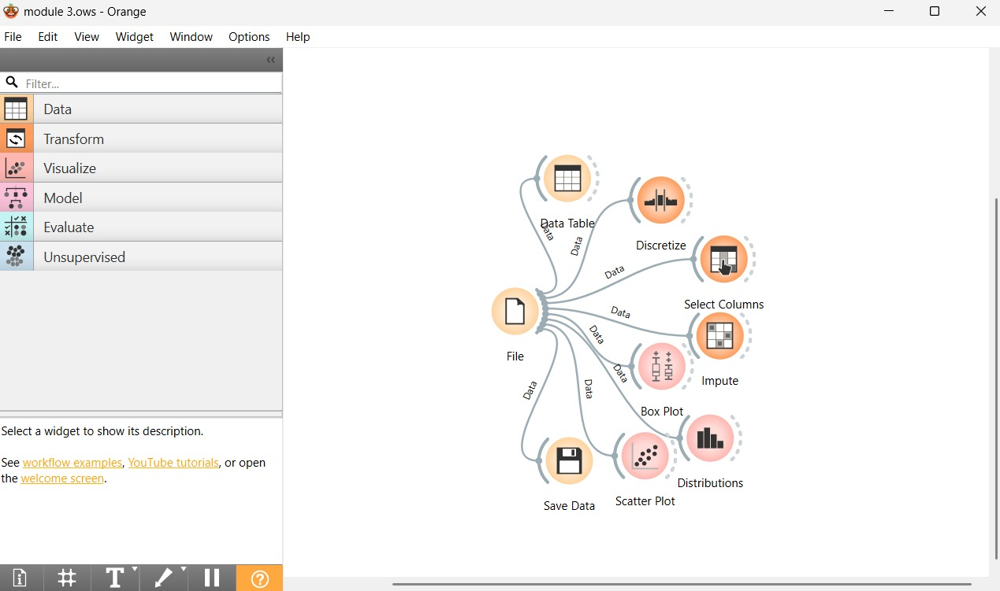 module 3.ows - Orange
File Edit View Widget Window Options Help
Filter...
Data
Transform
Visualize
Model
Evaluate
Unsupervised
Select a widget to show its description.
See workflow examples, YouTube tutorials, or open
the welcome screen.
Data Table
Data
Discretize
Data
Select Columns
Data
Data
Impute
File
Data
Box Plot
Data
Distributions
Data
Scatter Plot
Data
Save Data
T